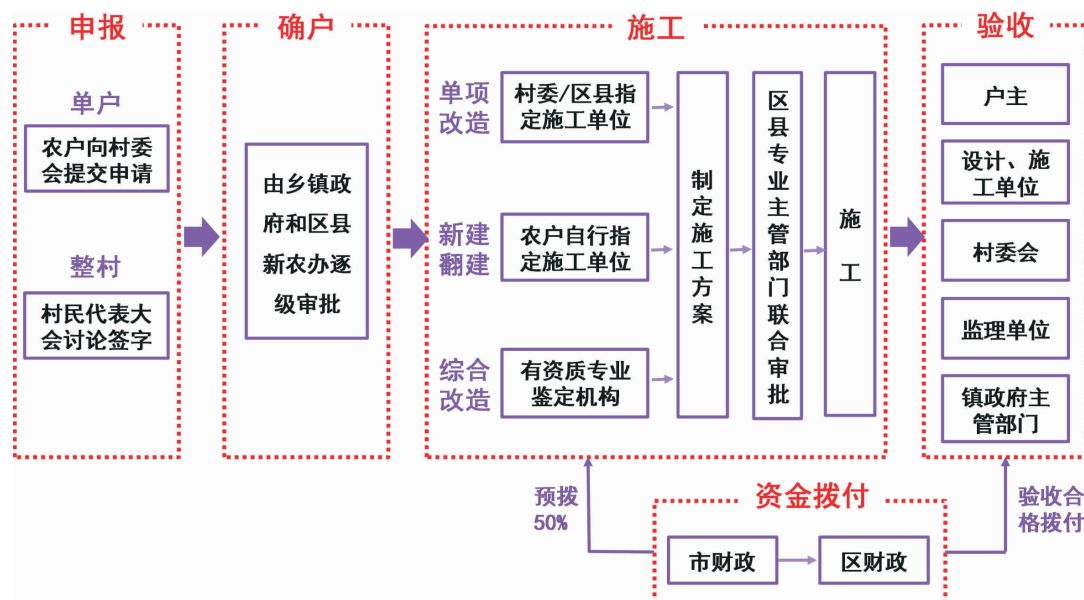 申报
单户
农户向村委
会提交申请
整村
村民代表大
会讨论签字
确户
由乡镇政
府和区县
新农办逐
级审批
施工
单项
改造
村委/区县指
定施工单位
新建
翻建
农户自行指
定施工单位
综合
改造
有资质专业
鉴定机构
制定施工方案
区县专业主管部门联合审批
施工
验收
户主
设计、施
工单位
村委会
监理单位
镇政府主
管部门
预拨
50%
资金拨付
市财政
区财政
验收合
格拨付